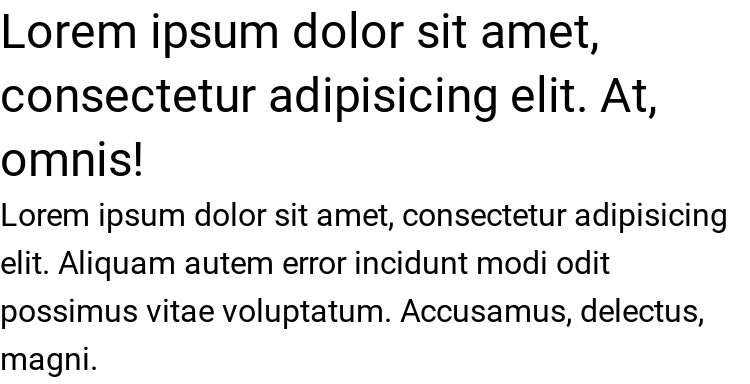 Lorem ipsum dolor sit amet,
consectetur adipisicing elit. At,
omnis!
Lorem ipsum dolor sit amet, consectetur adipisicing
elit. Aliquam autem error incidunt modi odit
possimus vitae voluptatum. Accusamus, delectus,
magni.